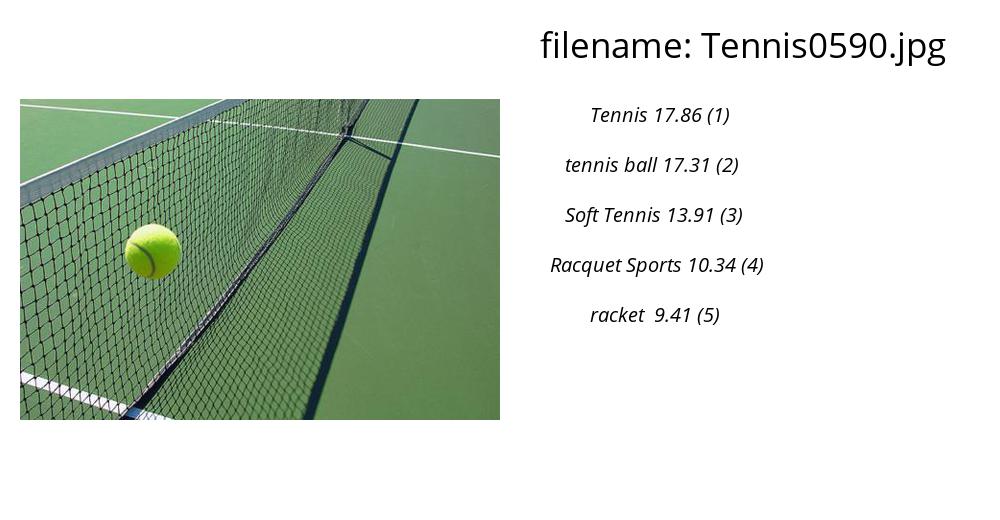 filename: Tennis0590.jpg
Tennis 17.86 (1)
tennis ball 17.31 (2)
Soft Tennis 13.91 (3)
Racquet Sports 10.34 (4)
racket  9.41 (5)